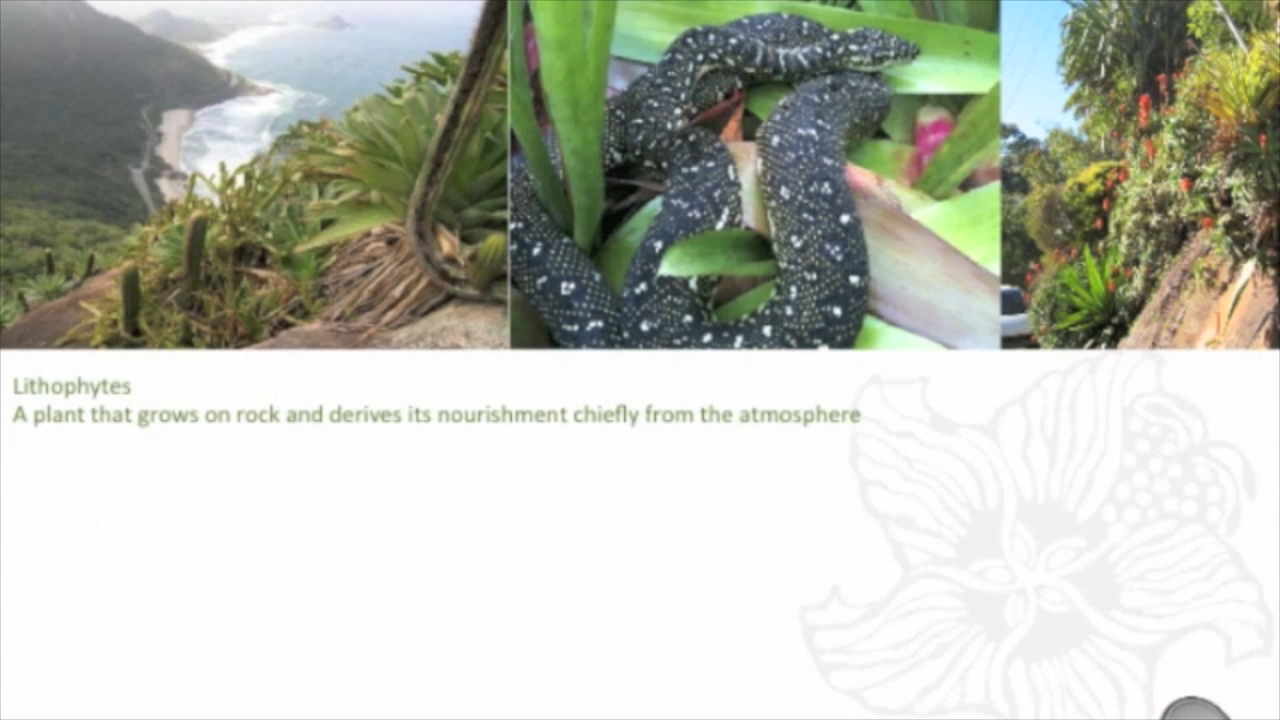 Lithophytes
A plant that grows on rock and derives its nourishment chiefly from the atmosphere